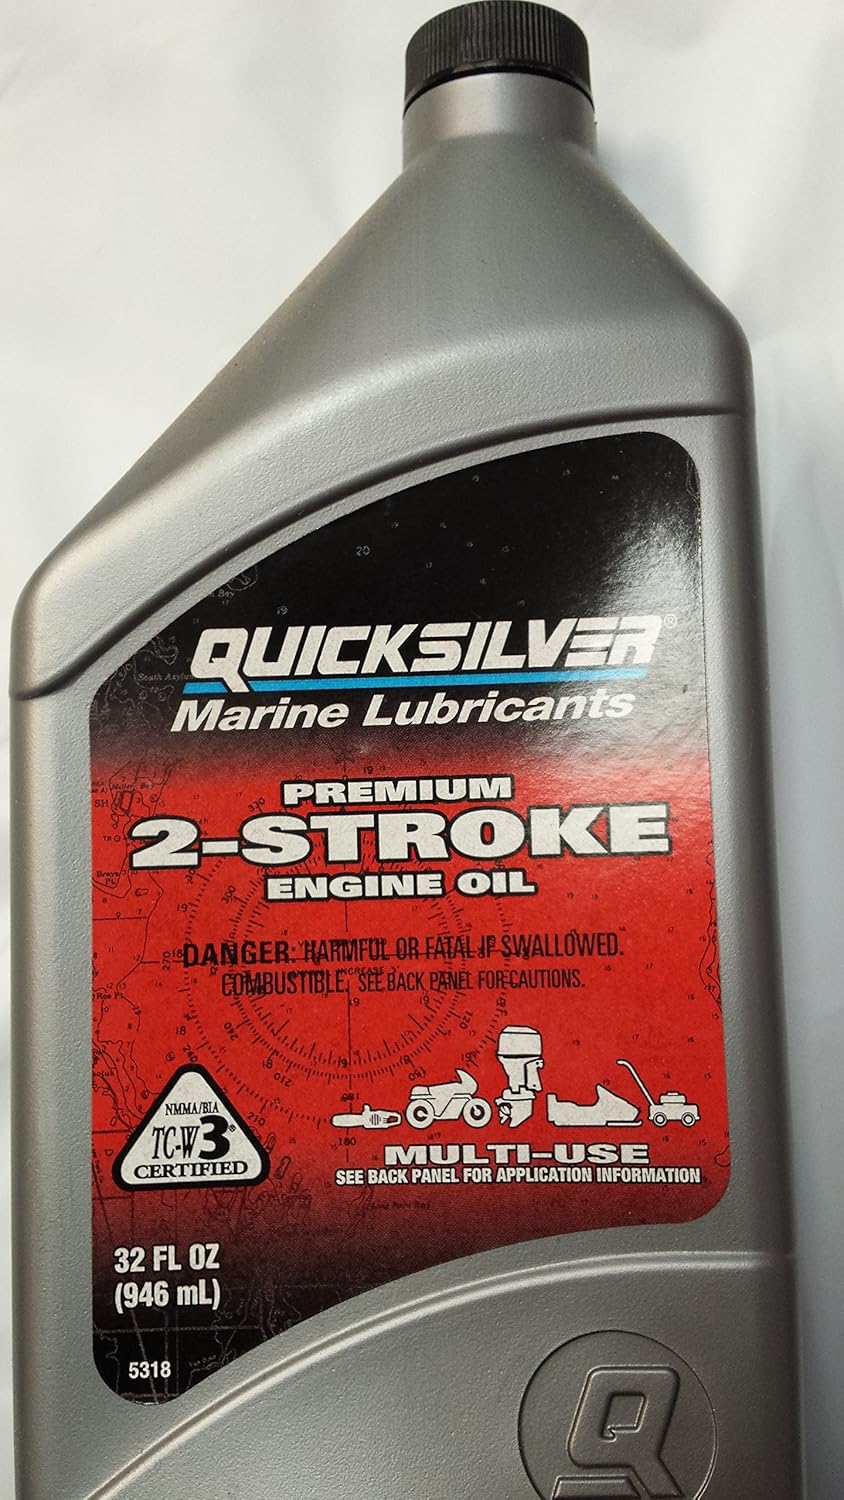 QUICKSILVER®
Marine Lubricants
PREMIUM
2-STROKE
ENGINE OIL
DANGER: HARMFUL OR FATAL IF SWALLOWED.
COMBUSTIBLE. SEE BACK PANEL FOR CAUTIONS.
NMMA/BIA
TC-W3®
CERTIFIED
MULTI-USE
SEE BACK PANEL FOR APPLICATION INFORMATION
32 FL OZ
(946 mL)
5318
Q